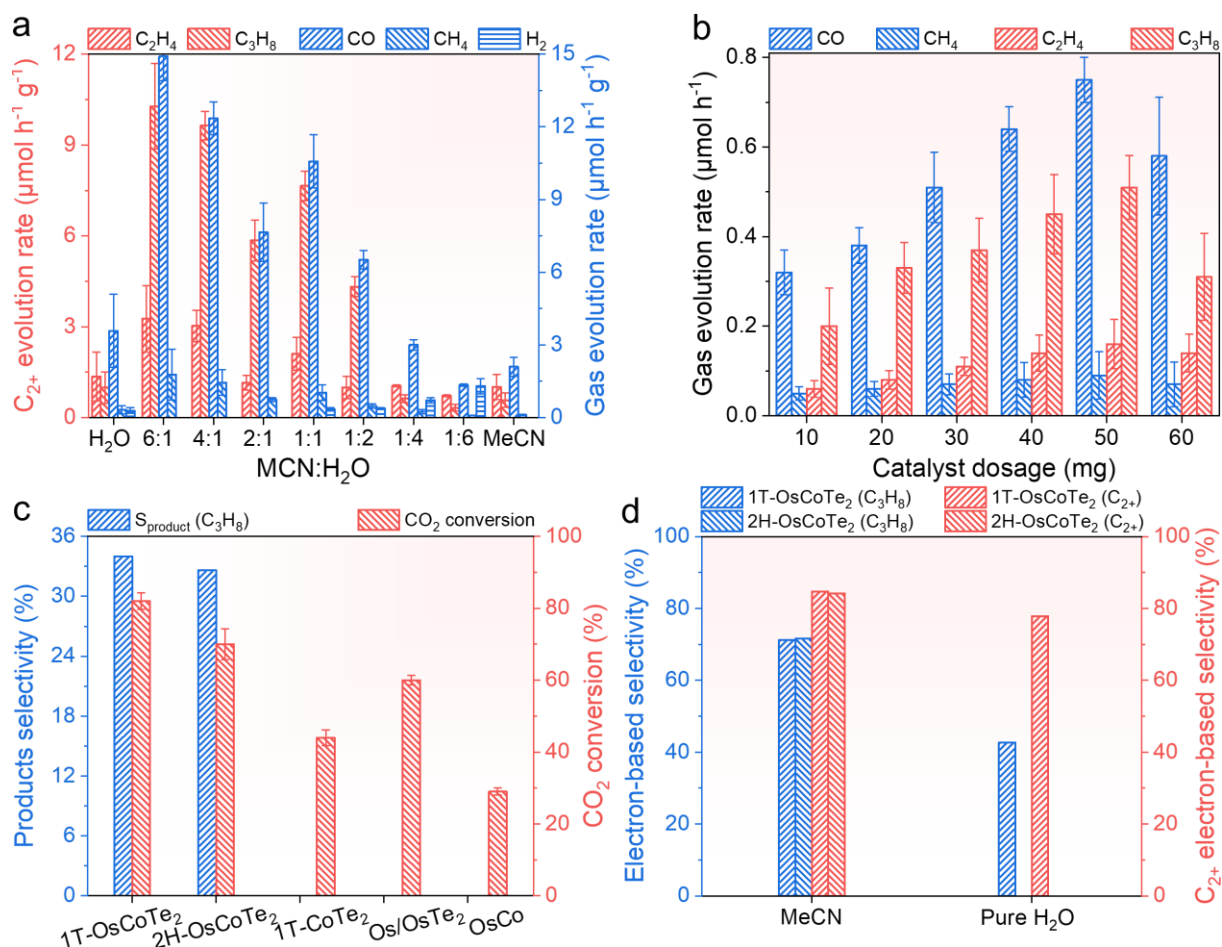 a
C₂H₄ C₃H₈ CO CH₄ H₂
C₂₊ evolution rate (µmol h⁻¹ g⁻¹)
12
9
6
3
0
15
12
9
6
3
0
Gas evolution rate (µmol h⁻¹ g⁻¹)
H₂O 6:1 4:1 2:1 1:1 1:2 1:4 1:6 MeCN
MCN:H₂O
b
CO CH₄ C₂H₄ C₃H₈
Gas evolution rate (µmol h⁻¹)
0.8
0.6
0.4
0.2
0.0
10 20 30 40 50 60
Catalyst dosage (mg)
c
Sproduct (C₃H₈) CO₂ conversion
Products selectivity (%)
36
30
24
18
12
6
0
100
80
60
40
20
0
CO₂ conversion (%)
1T-OsCoTe₂ 2H-OsCoTe₂ 1T-CoTe₂ Os/OsTe₂ OsCo
d
1T-OsCoTe₂ (C₃H₈) 1T-OsCoTe₂ (C₂₊)
2H-OsCoTe₂ (C₃H₈) 2H-OsCoTe₂ (C₂₊)
Electron-based selectivity (%)
100
80
60
40
20
0
100
80
60
40
20
0
C₂₊ electron-based selectivity (%)
MeCN Pure H₂O